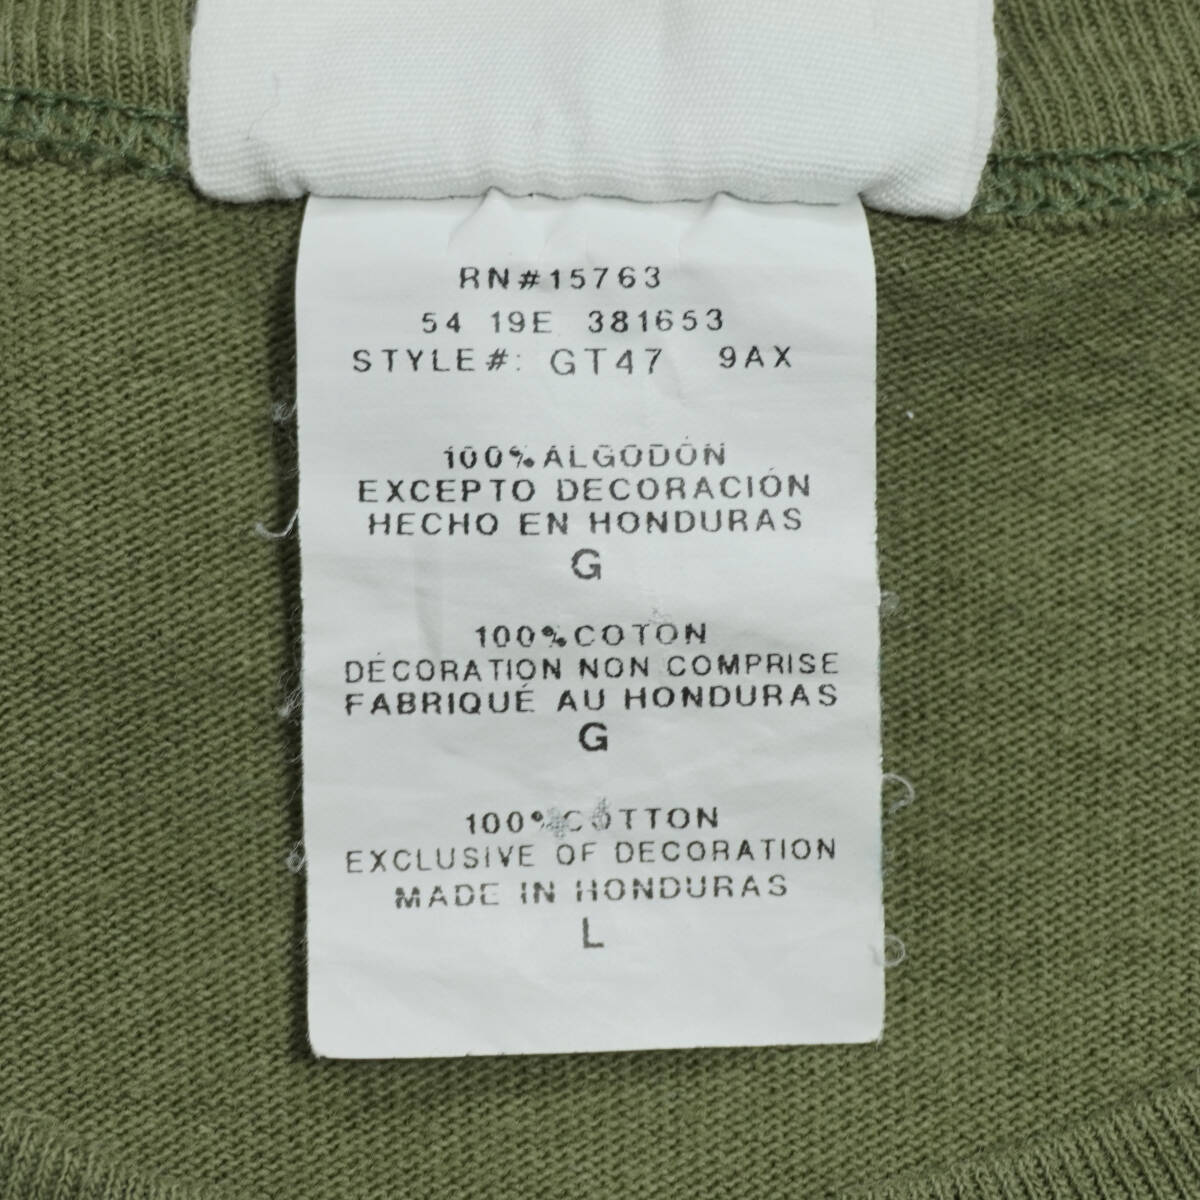 RN#15763
54 19E 381653
STYLE#: GT47 9AX
100% ALGODÓN
EXCEPTO DECORACIÓN
HECHO EN HONDURAS
G
100% COTON
DÉCORATION NON COMPRISE
FABRIQUÉ AU HONDURAS
G
100% COTTON
EXCLUSIVE OF DECORATION
MADE IN HONDURAS
L